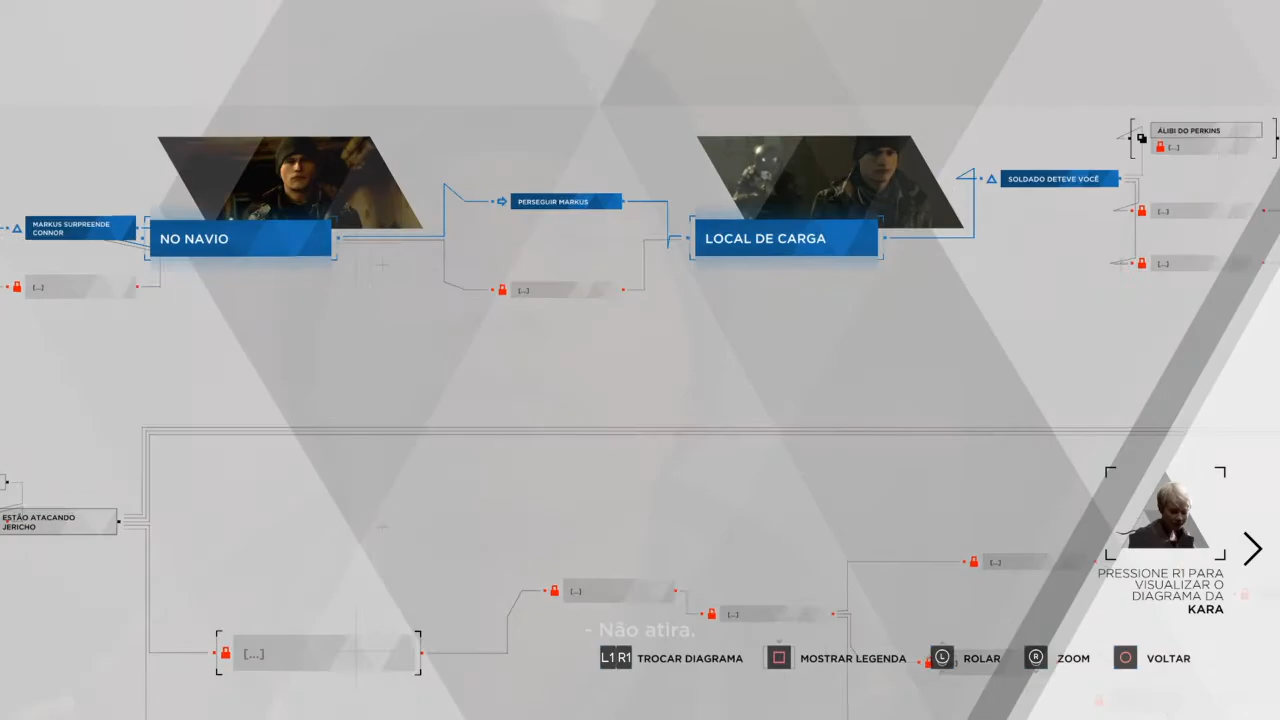 ÁLIBI DO PERKINS
[...]
SOLDADO DETEVE VOCÊ
PERSEGUIR MARKUS
[...]
MARKUS SURPREENDE
CONNOR
NO NAVIO
LOCAL DE CARGA
[...]
[...]
[...]
ESTÃO ATACANDO
JERICHO
[...]
PRESSIONE R1 PARA
VISUALIZAR O
DIAGRAMA DA
KARA
[...]
[...]
- Não atira.
[...]
L1 R1 TROCAR DIAGRAMA
MOSTRAR LEGENDA
L ROLAR
R ZOOM
VOLTAR